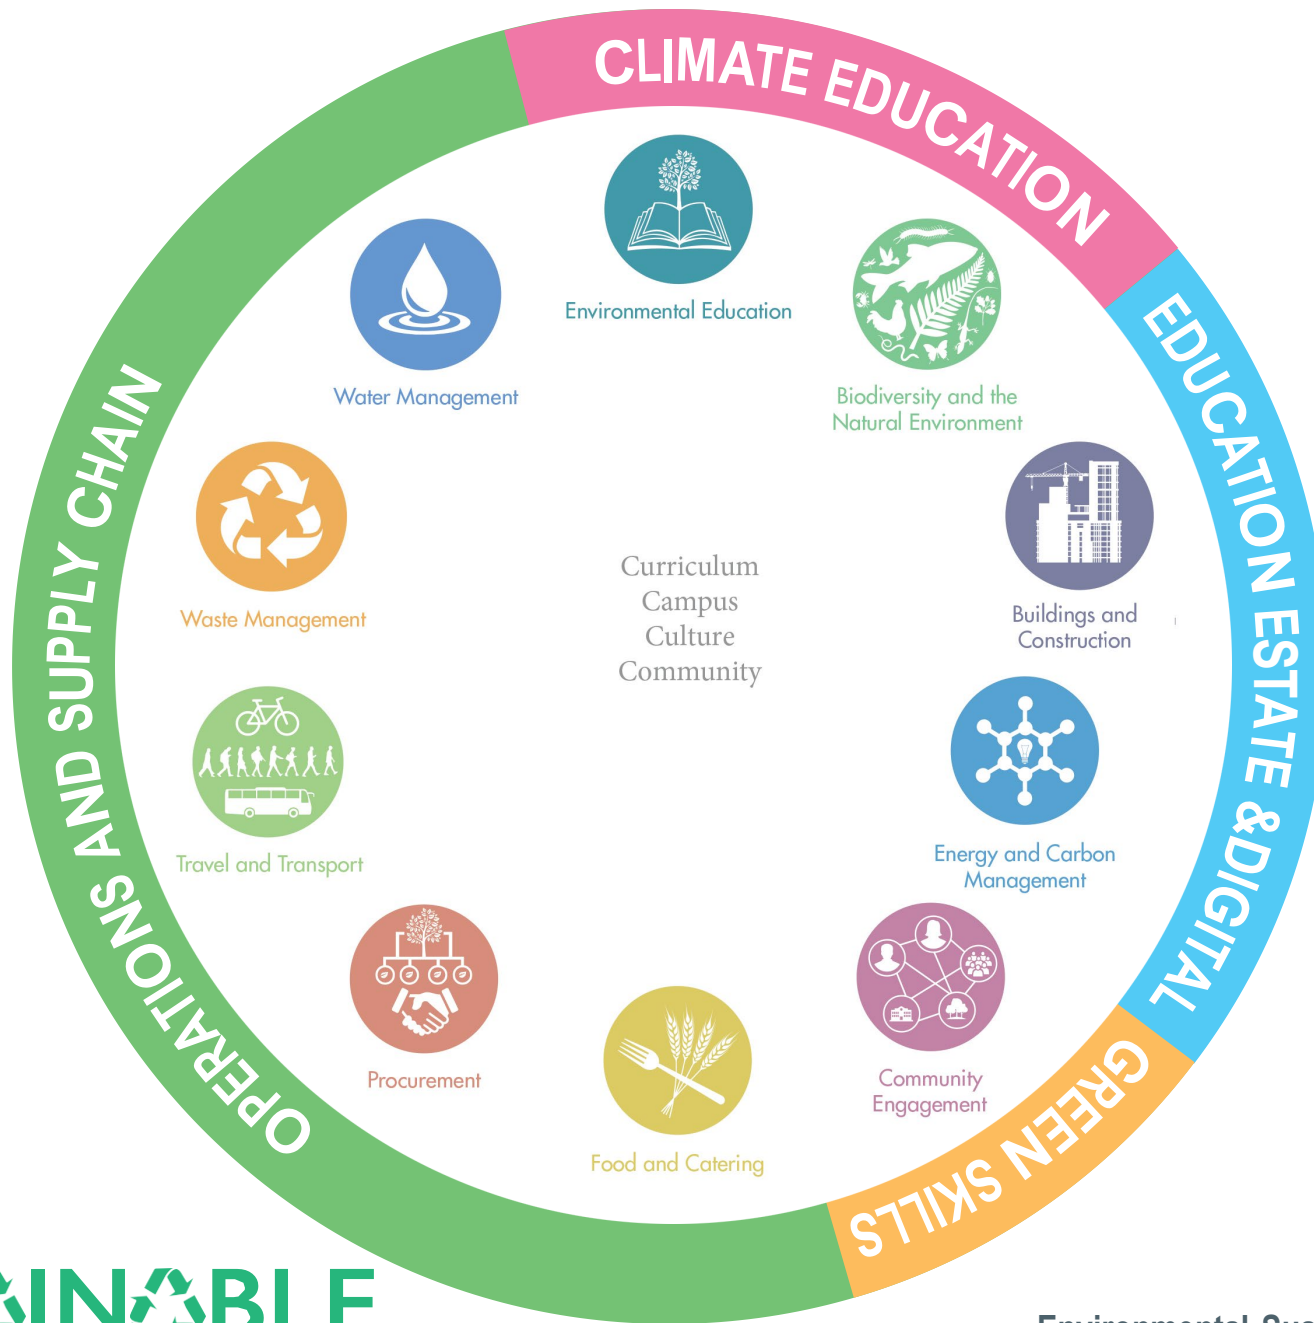 CLIMATE EDUCATION
EDUCATION ESTATE &DIGITAL
GREEN SKILLS
OPERATIONS AND SUPPLY CHAIN
Environmental Education
Biodiversity and the
Natural Environment
Buildings and
Construction
Energy and Carbon
Management
Community
Engagement
Food and Catering
Procurement
Travel and Transport
Waste Management
Water Management
Curriculum
Campus
Culture
Community